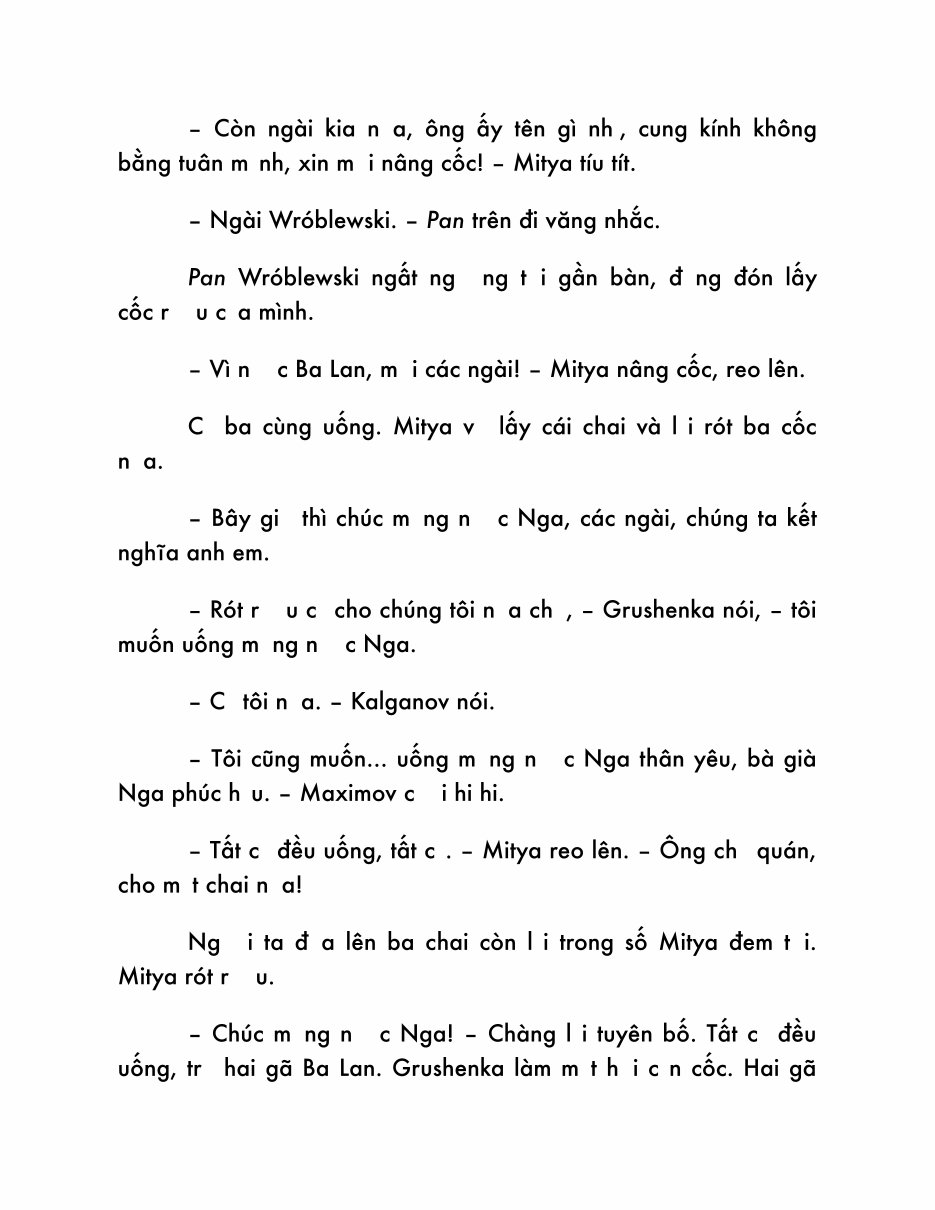 – Còn ngài kia n a, ông ấy tên gì nh , cung kính không
bằng tuân m nh, xin m i nâng cốc! – Mitya tíu tít.
– Ngài Wróblewski. – Pan trên đi văng nhắc.
Pan Wróblewski ngất ng ng t i gần bàn, đ ng đón lấy
cốc r u c a mình.
– Vì n c Ba Lan, m i các ngài! – Mitya nâng cốc, reo lên.
C ba cùng uống. Mitya v lấy cái chai và l i rót ba cốc
n a.
– Bây gi thì chúc m ng n c Nga, các ngài, chúng ta kết
nghĩa anh em.
– Rót r u c cho chúng tôi n a ch , – Grushenka nói, – tôi
muốn uống m ng n c Nga.
– C tôi n a. – Kalganov nói.
– Tôi cũng muốn... uống m ng n c Nga thân yêu, bà già
Nga phúc h u. – Maximov c i hi hi.
– Tất c đều uống, tất c . – Mitya reo lên. – Ông ch quán,
cho m t chai n a!
Ng i ta đ a lên ba chai còn l i trong số Mitya đem t i.
Mitya rót r u.
– Chúc m ng n c Nga! – Chàng l i tuyên bố. Tất c đều
uống, tr hai gã Ba Lan. Grushenka làm m t h i c n cốc. Hai gã